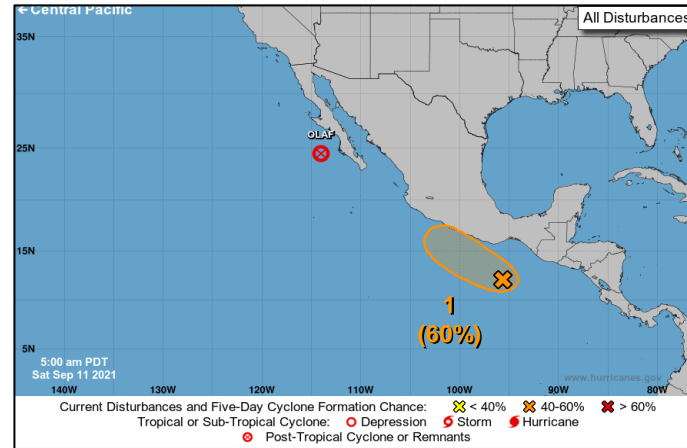 ←Central Pacific
All Disturbances
35N
OLAF
25N
15N
1
(60%)
5N
5:00 am PDT
Sat Sep 11 2021
www.hurricanes.gov
140W 130W 120W 110W 100W 90W 80W
Current Disturbances and Five-Day Cyclone Formation Chance: < 40% 40-60% > 60%
Tropical or Sub-Tropical Cyclone: Depression Storm Hurricane
Post-Tropical Cyclone or Remnants